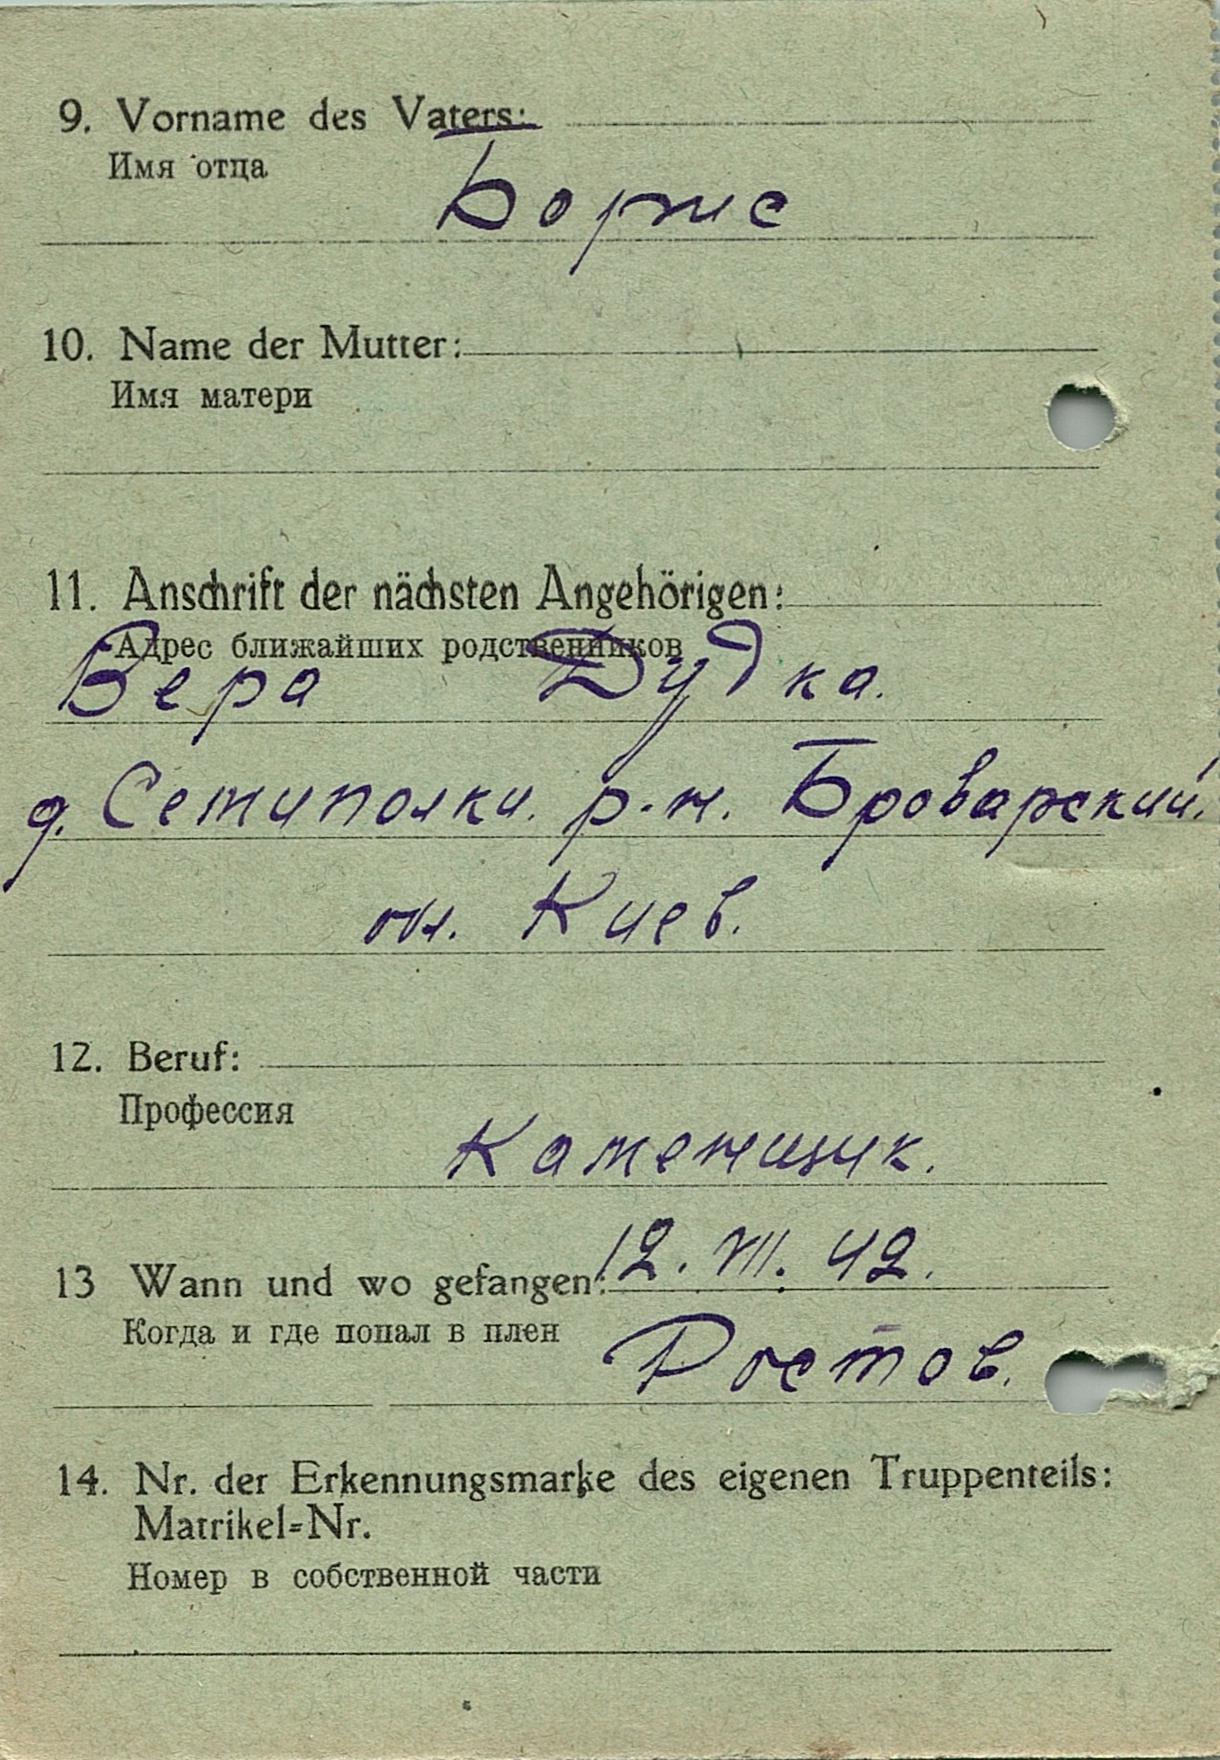 9. Vorname des Vaters:
Имя отца
Борис
10. Name der Mutter:
Имя матери
11. Anschrift der nächsten Angehörigen:
Адрес ближайших родственников
Вера Дудка.
д. Семиполки. р-н. Броварский.
Киев.
12. Beruf:
Профессия
Каменщик.
12. VII. 42.
13 Wann und wo gefangen:
Когда и где попал в плен
Ростов.
14. Nr. der Erkennungsmarke des eigenen Truppenteils:
Matrikel=Nr.
Номер в собственной части